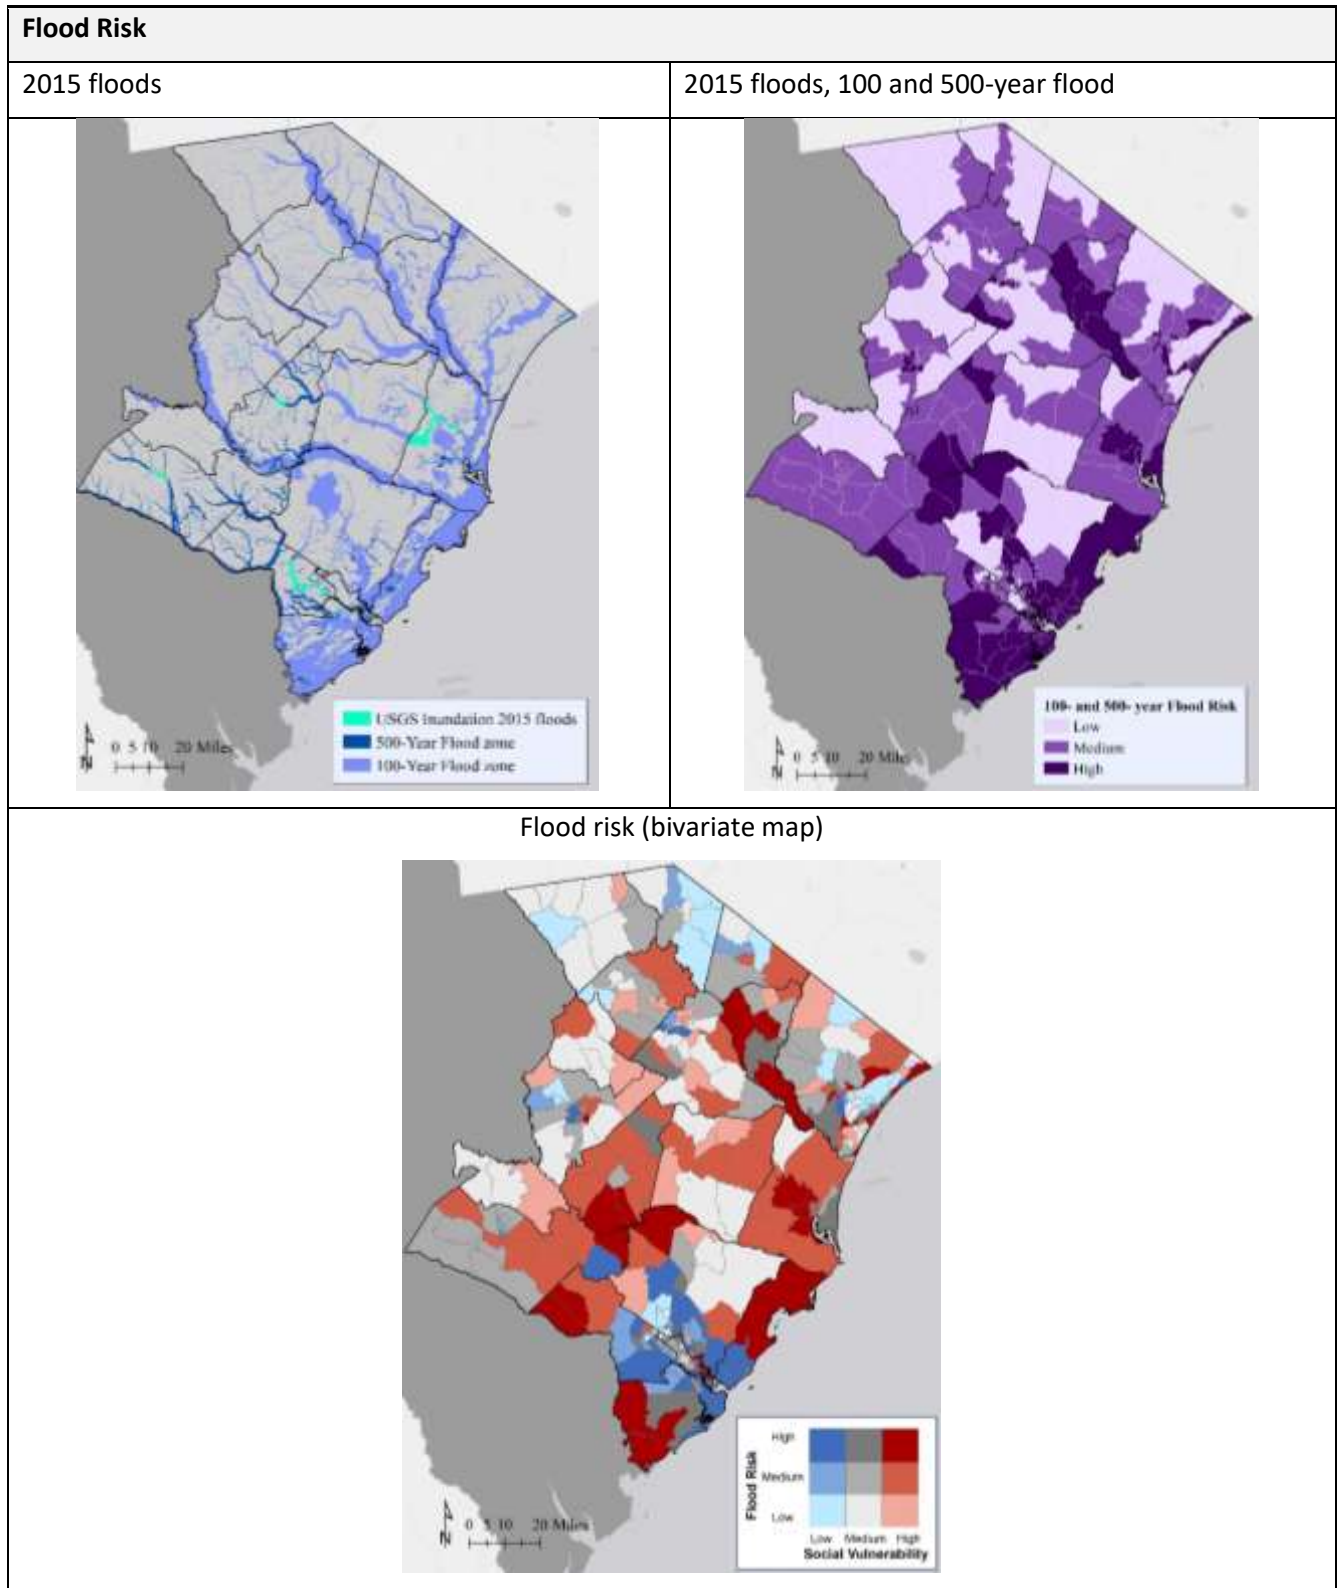 Flood Risk
2015 floods
2015 floods, 100 and 500-year flood
USGS Inundation 2015 floods
500-Year Flood zone
100-Year Flood zone
0 5 10 20 Miles
N
100- and 500- year Flood Risk
Low
Medium
High
0 5 10 20 Miles
N
Flood risk (bivariate map)
High
Medium
Low
Flood Risk
Low Medium High
Social Vulnerability
0 5 10 20 Miles
N